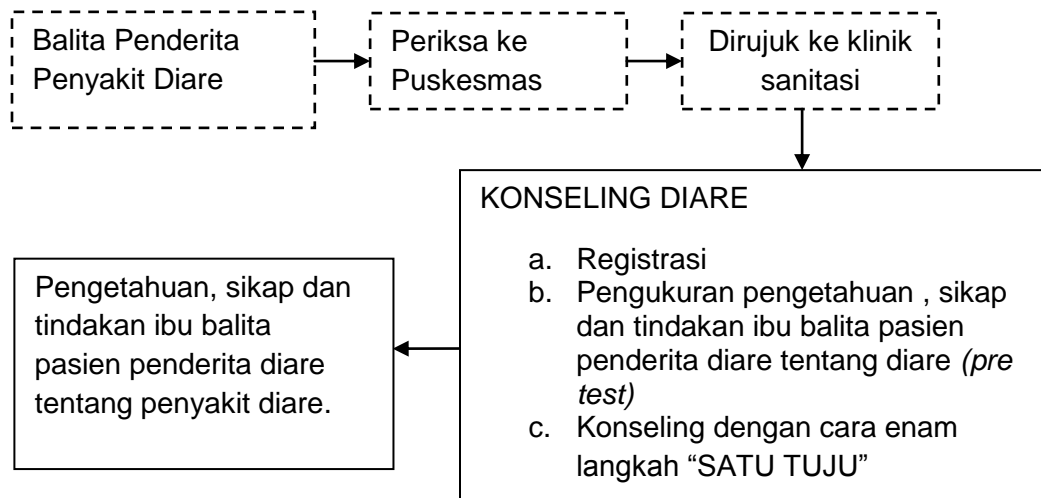 Balita Penderita
Penyakit Diare
Periksa ke
Puskesmas
Dirujuk ke klinik
sanitasi
KONSELING DIARE
a. Registrasi
b. Pengukuran pengetahuan , sikap
dan tindakan ibu balita pasien
penderita diare tentang diare (pre
test)
c. Konseling dengan cara enam
langkah “SATU TUJU”
Pengetahuan, sikap dan
tindakan ibu balita
pasien penderita diare
tentang penyakit diare.